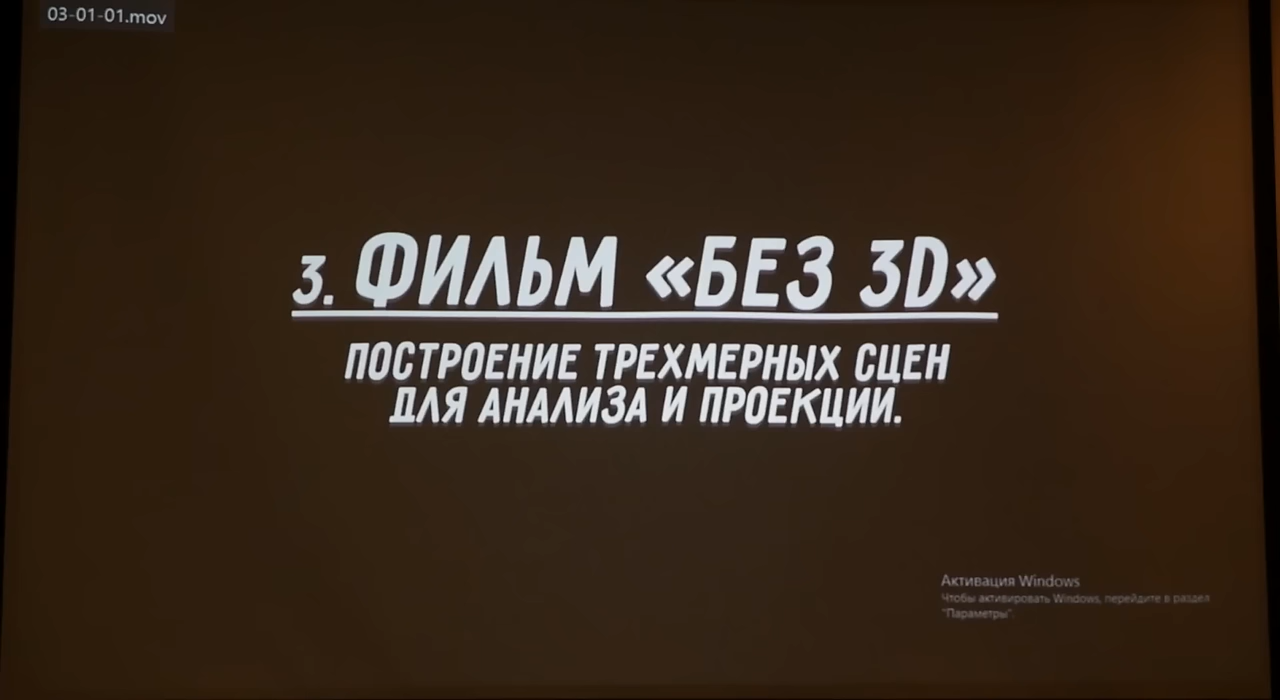 03-01-01.mov
3. ФИЛЬМ «БЕЗ 3D»
ПОСТРОЕНИЕ ТРЕХМЕРНЫХ СЦЕН
ДЛЯ АНАЛИЗА И ПРОЕКЦИИ.
Активация Windows
Чтобы активировать Windows, перейдите в раздел
"Параметры".